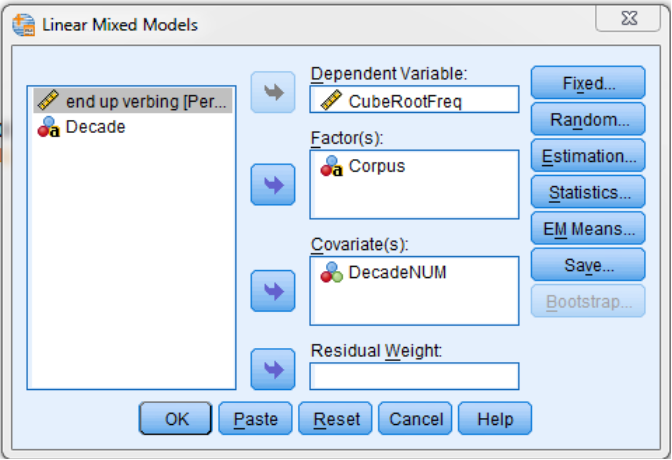 Linear Mixed Models
end up verbing [Per...
Decade
Dependent Variable:
CubeRootFreq
Factor(s):
Corpus
Covariate(s):
DecadeNUM
Residual Weight:
Fixed...
Random...
Estimation...
Statistics...
EM Means...
Save...
Bootstrap...
OK Paste Reset Cancel Help